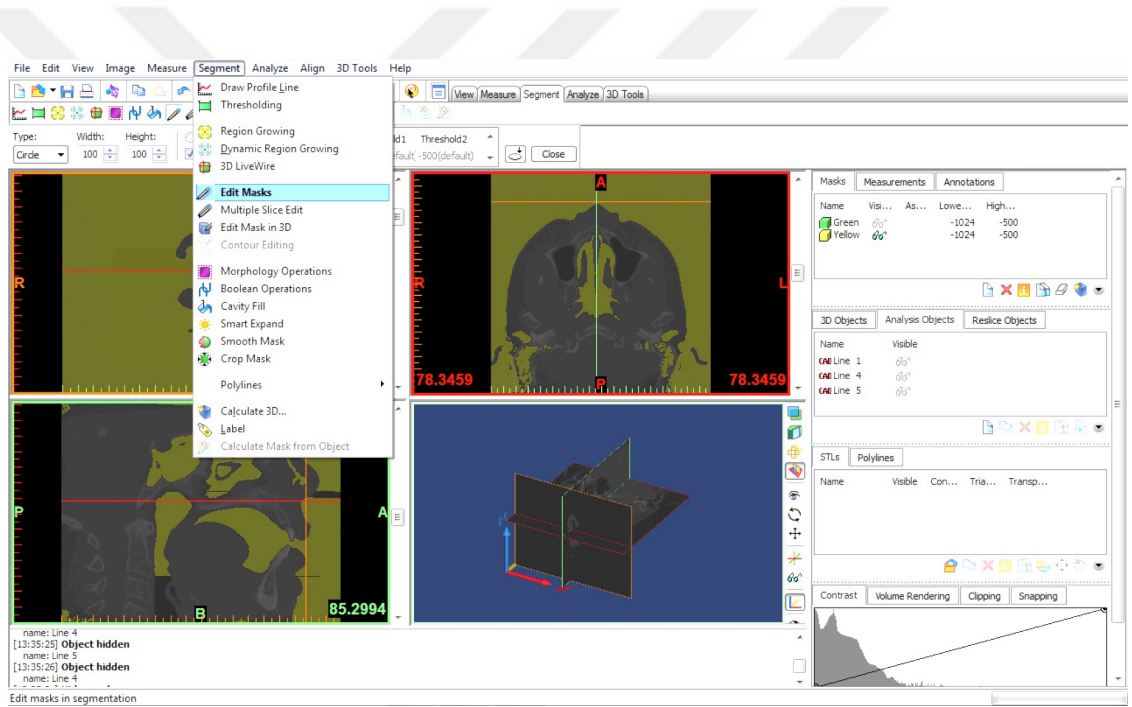 File Edit View Image Measure Segment Analyze Align 3D Tools Help
View Measure Segment Analyze 3D Tools
Type: Width: Height:
Threshold2
Circle 100 100 -500(default) Close
Draw Profile Line
Thresholding
Region Growing
Dynamic Region Growing
3D LiveWire
Edit Masks
Multiple Slice Edit
Edit Mask in 3D
Contour Editing
Morphology Operations
Boolean Operations
Cavity Fill
Smart Expand
Smooth Mask
Crop Mask
Polylines
Calculate 3D...
Label
Calculate Mask from Object
R
A
R L
78.3459 P 78.3459
P A
B 85.2994
Masks Measurements Annotations
Name Visi... As... Lowe... High...
Green -1024 -500
Yellow -1024 -500
3D Objects Analysis Objects Reslice Objects
Name Visible
CAD Line 1
CAD Line 4
CAD Line 5
STLs Polylines
Name Visible Con... Tria... Transp...
Contrast Volume Rendering Clipping Snapping
name: Line 4
[13:35:25] Object hidden
name: Line 5
[13:35:26] Object hidden
name: Line 4
Edit masks in segmentation